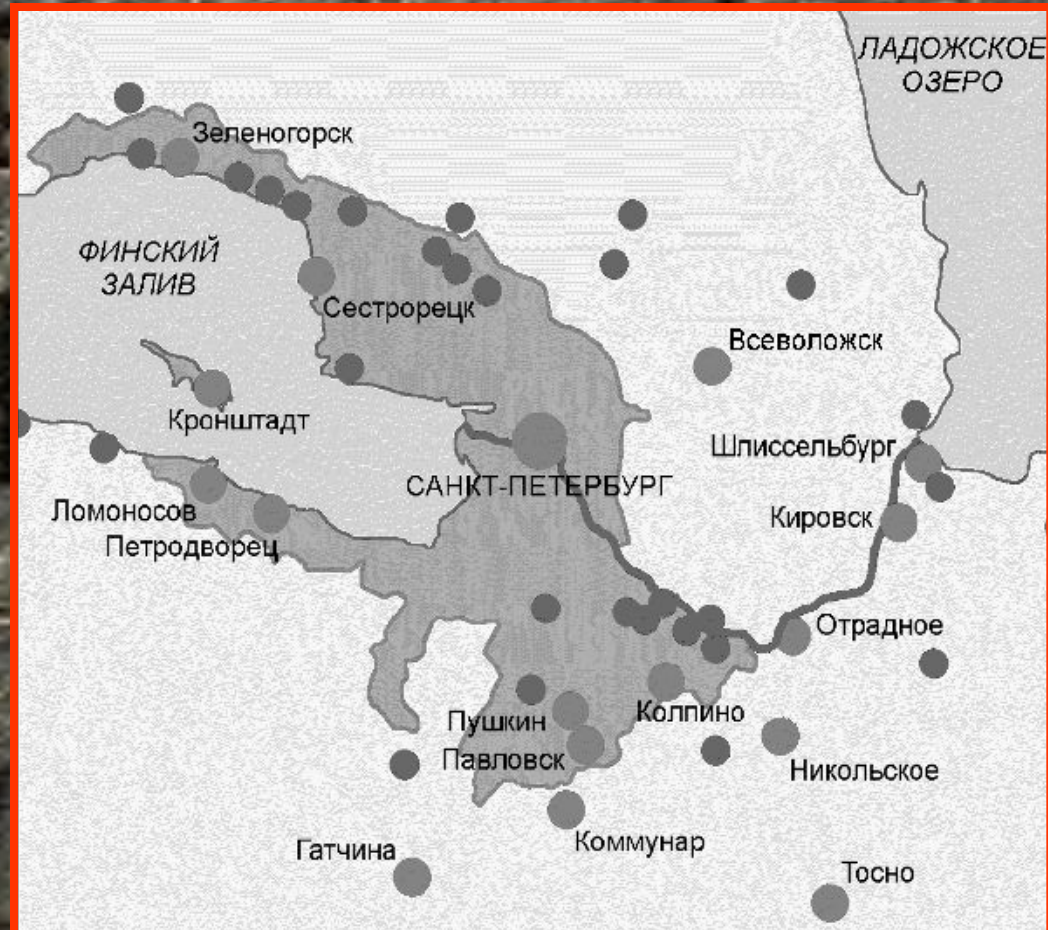 ЛАДОЖСКОЕ
ОЗЕРО
Зеленогорск
ФИНСКИЙ
ЗАЛИВ
Сестрорецк
Всеволожск
Кронштадт
Шлиссельбург
САНКТ-ПЕТЕРБУРГ
Ломоносов
Кировск
Петродворец
Отрадное
Колпино
Пушкин
Павловск
Никольское
Коммунар
Гатчина
Тосно